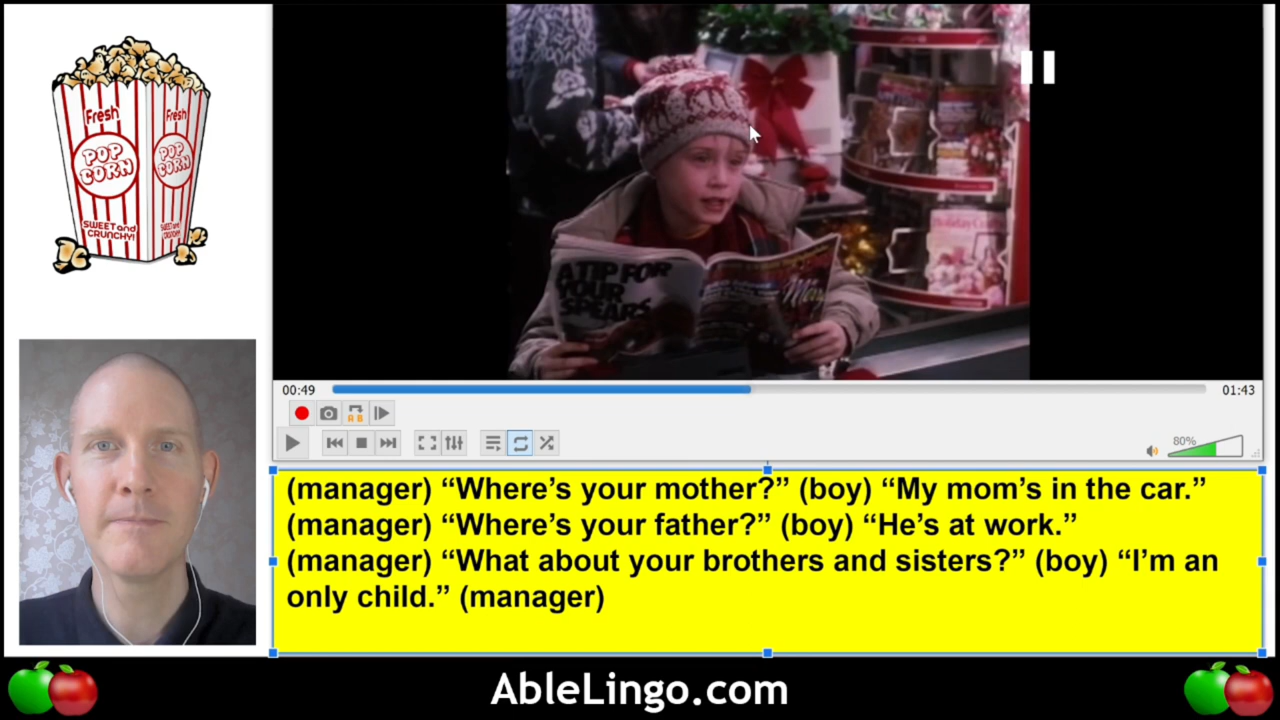 Fresh
Fresh
POP
CORN
POP
CORN
SWEET and
CRUNCHY!
A TIP FOR
YOUR
SPEARS
Merry
00:49
01:43
A B
80%
(manager) “Where’s your mother?” (boy) “My mom’s in the car.”
(manager) “Where’s your father?” (boy) “He’s at work.”
(manager) “What about your brothers and sisters?” (boy) “I’m an
only child.” (manager)
AbleLingo.com